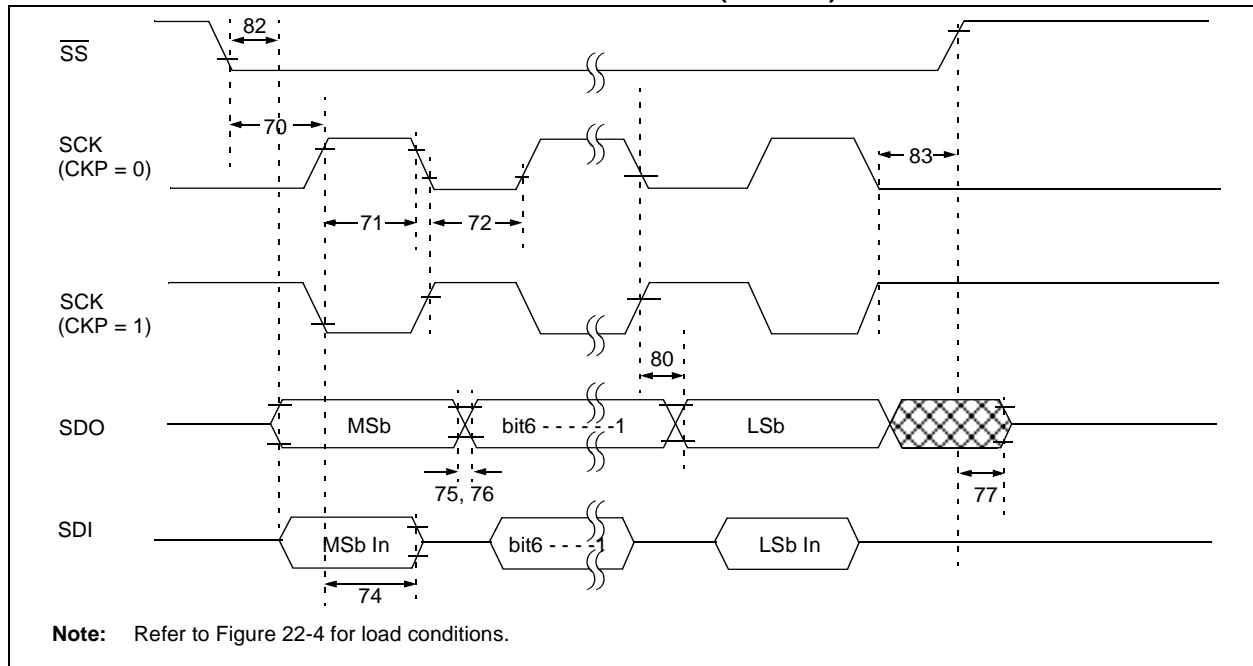 82
SS
70
SCK
(CKP = 0)
83
71
72
SCK
(CKP = 1)
80
SDO
MSb
bit6 - - - - - -1
LSb
75, 76
77
SDI
MSb In
bit6 - - - -1
LSb In
74
Note: Refer to Figure 22-4 for load conditions.